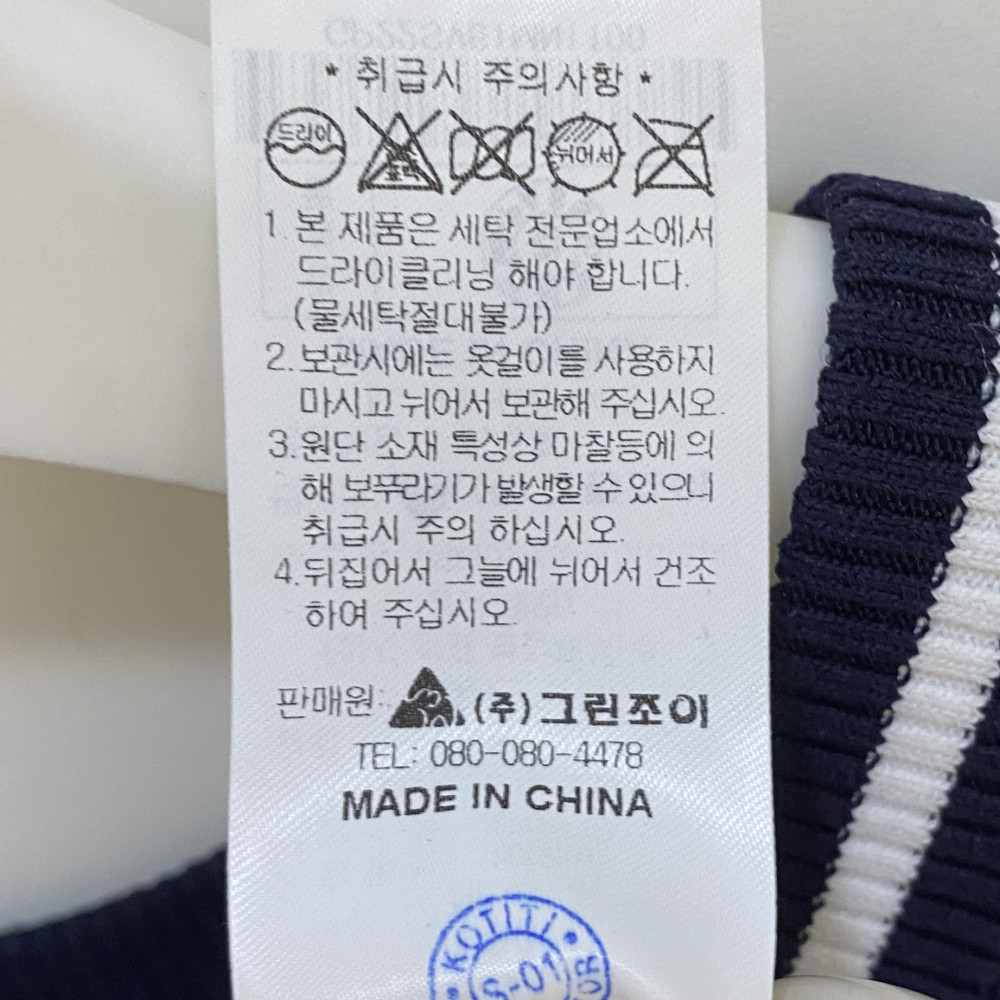 * 취급시 주의사항 *
드라이
염소 표백
뉘어서
1. 본 제품은 세탁 전문업소에서
드라이클리닝 해야 합니다.
(물세탁절대불가)
2. 보관시에는 옷걸이를 사용하지
마시고 뉘어서 보관해 주십시오.
3. 원단 소재 특성상 마찰등에 의
해 보푸라기가 발생할 수 있으니
취급시 주의 하십시오.
4. 뒤집어서 그늘에 뉘어서 건조
하여 주십시오.
판매원: (주)그린조이
TEL: 080-080-4478
MADE IN CHINA
KOTITI
S-01